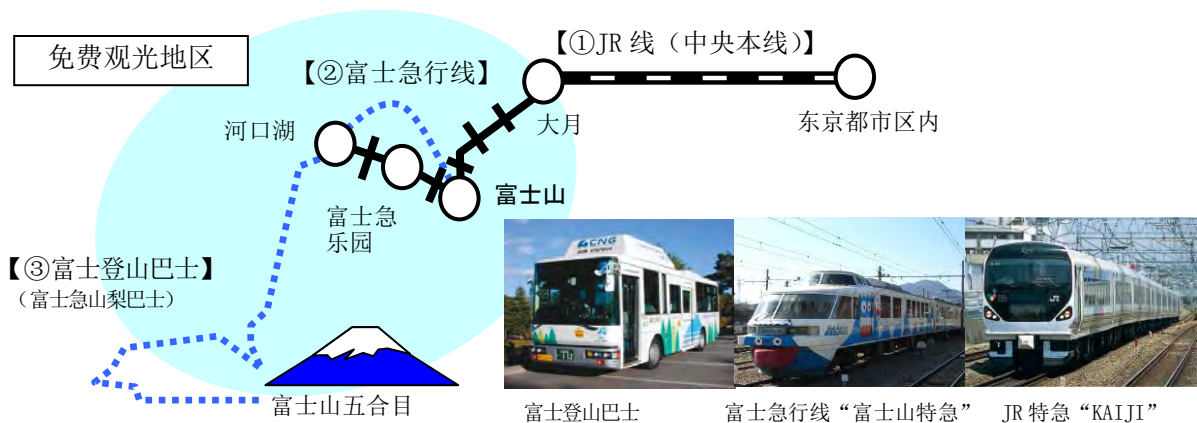 免费观光地区
【①JR 线（中央本线）】
【②富士急行线】
河口湖
大月
东京都市区内
富士山
富士急
乐园
【③富士登山巴士】
（富士急山梨巴士）
CNG
JR
富士山五合目
富士登山巴士
富士急行线“富士山特急”
JR 特急“KAIJI”